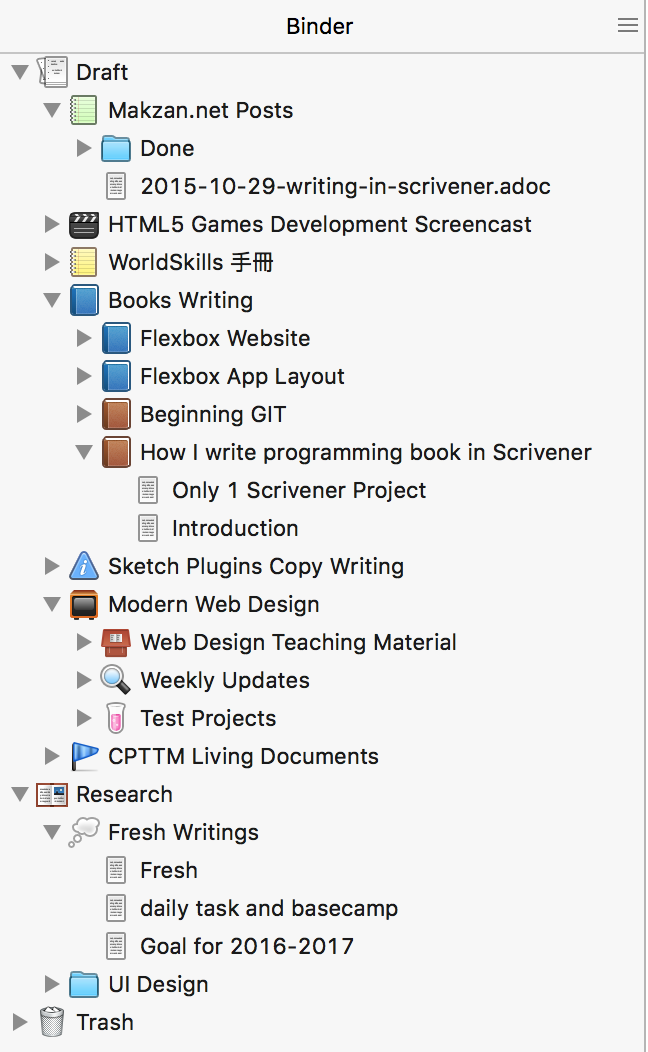 Binder
Draft
Makzan.net Posts
Done
2015-10-29-writing-in-scrivener.adoc
HTML5 Games Development Screencast
WorldSkills 手冊
Books Writing
Flexbox Website
Flexbox App Layout
Beginning GIT
How I write programming book in Scrivener
Only 1 Scrivener Project
Introduction
Sketch Plugins Copy Writing
Modern Web Design
Web Design Teaching Material
Weekly Updates
Test Projects
CPTTM Living Documents
Research
Fresh Writings
Fresh
daily task and basecamp
Goal for 2016-2017
UI Design
Trash